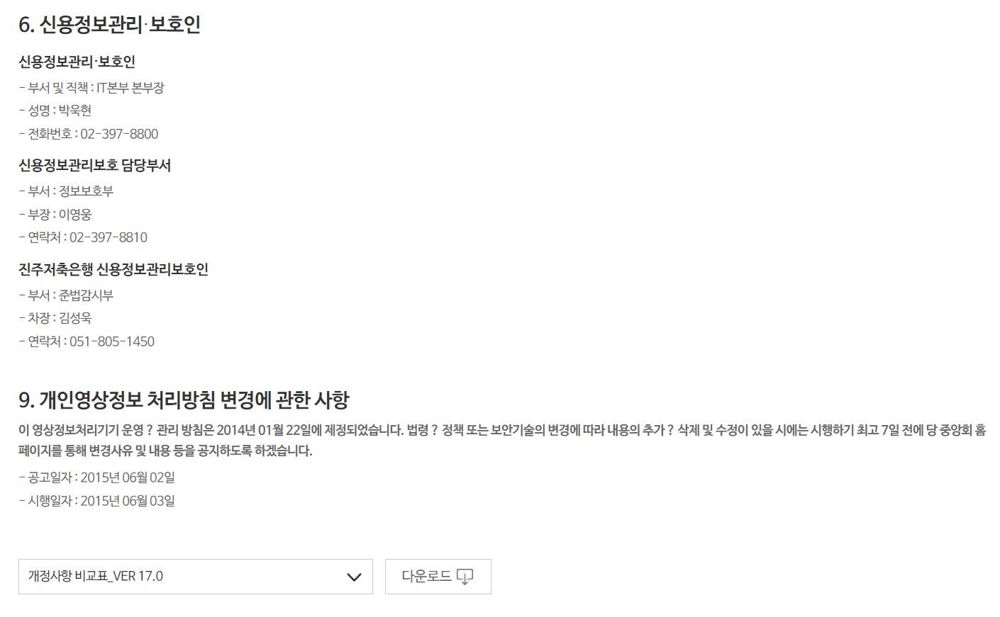 6. 신용정보관리·보호인
신용정보관리·보호인
- 부서 및 직책 : IT본부 본부장
- 성명 : 박욱현
- 전화번호 : 02-397-8800
신용정보관리보호 담당부서
- 부서 : 정보보호부
- 부장 : 이영웅
- 연락처 : 02-397-8810
진주저축은행 신용정보관리보호인
- 부서 : 준법감시부
- 차장 : 김성욱
- 연락처 : 051-805-1450
9. 개인영상정보 처리방침 변경에 관한 사항
이 영상정보처리기기 운영 ? 관리 방침은 2014년 01월 22일에 제정되었습니다. 법령 ? 정책 또는 보안기술의 변경에 따라 내용의 추가 ? 삭제 및 수정이 있을 시에는 시행하기 최고 7일 전에 당 중앙회 홈
페이지를 통해 변경사유 및 내용 등을 공지하도록 하겠습니다.
- 공고일자 : 2015년 06월 02일
- 시행일자 : 2015년 06월 03일
개정사항 비교표_VER 17.0
다운로드